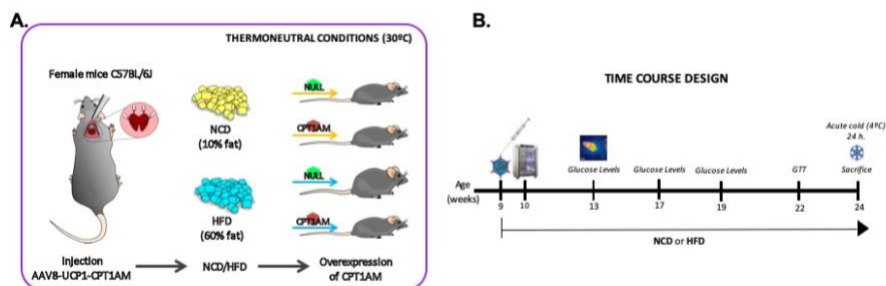 A.
THERMONEUTRAL CONDITIONS (30ºC)
Female mice C57BL/6J
NCD
(10% fat)
HFD
(60% fat)
NULL
CPT1AM
NULL
CPT1AM
Injection
AAV8-UCP1-CPT1AM
NCD/HFD
Overexpression
of CPT1AM
B.
TIME COURSE DESIGN
Acute cold (4ºC)
24 h.
Glucose Levels
Glucose Levels
Glucose Levels
GTT
Sacrifice
Age
(weeks)
9
10
13
17
19
22
24
NCD or HFD